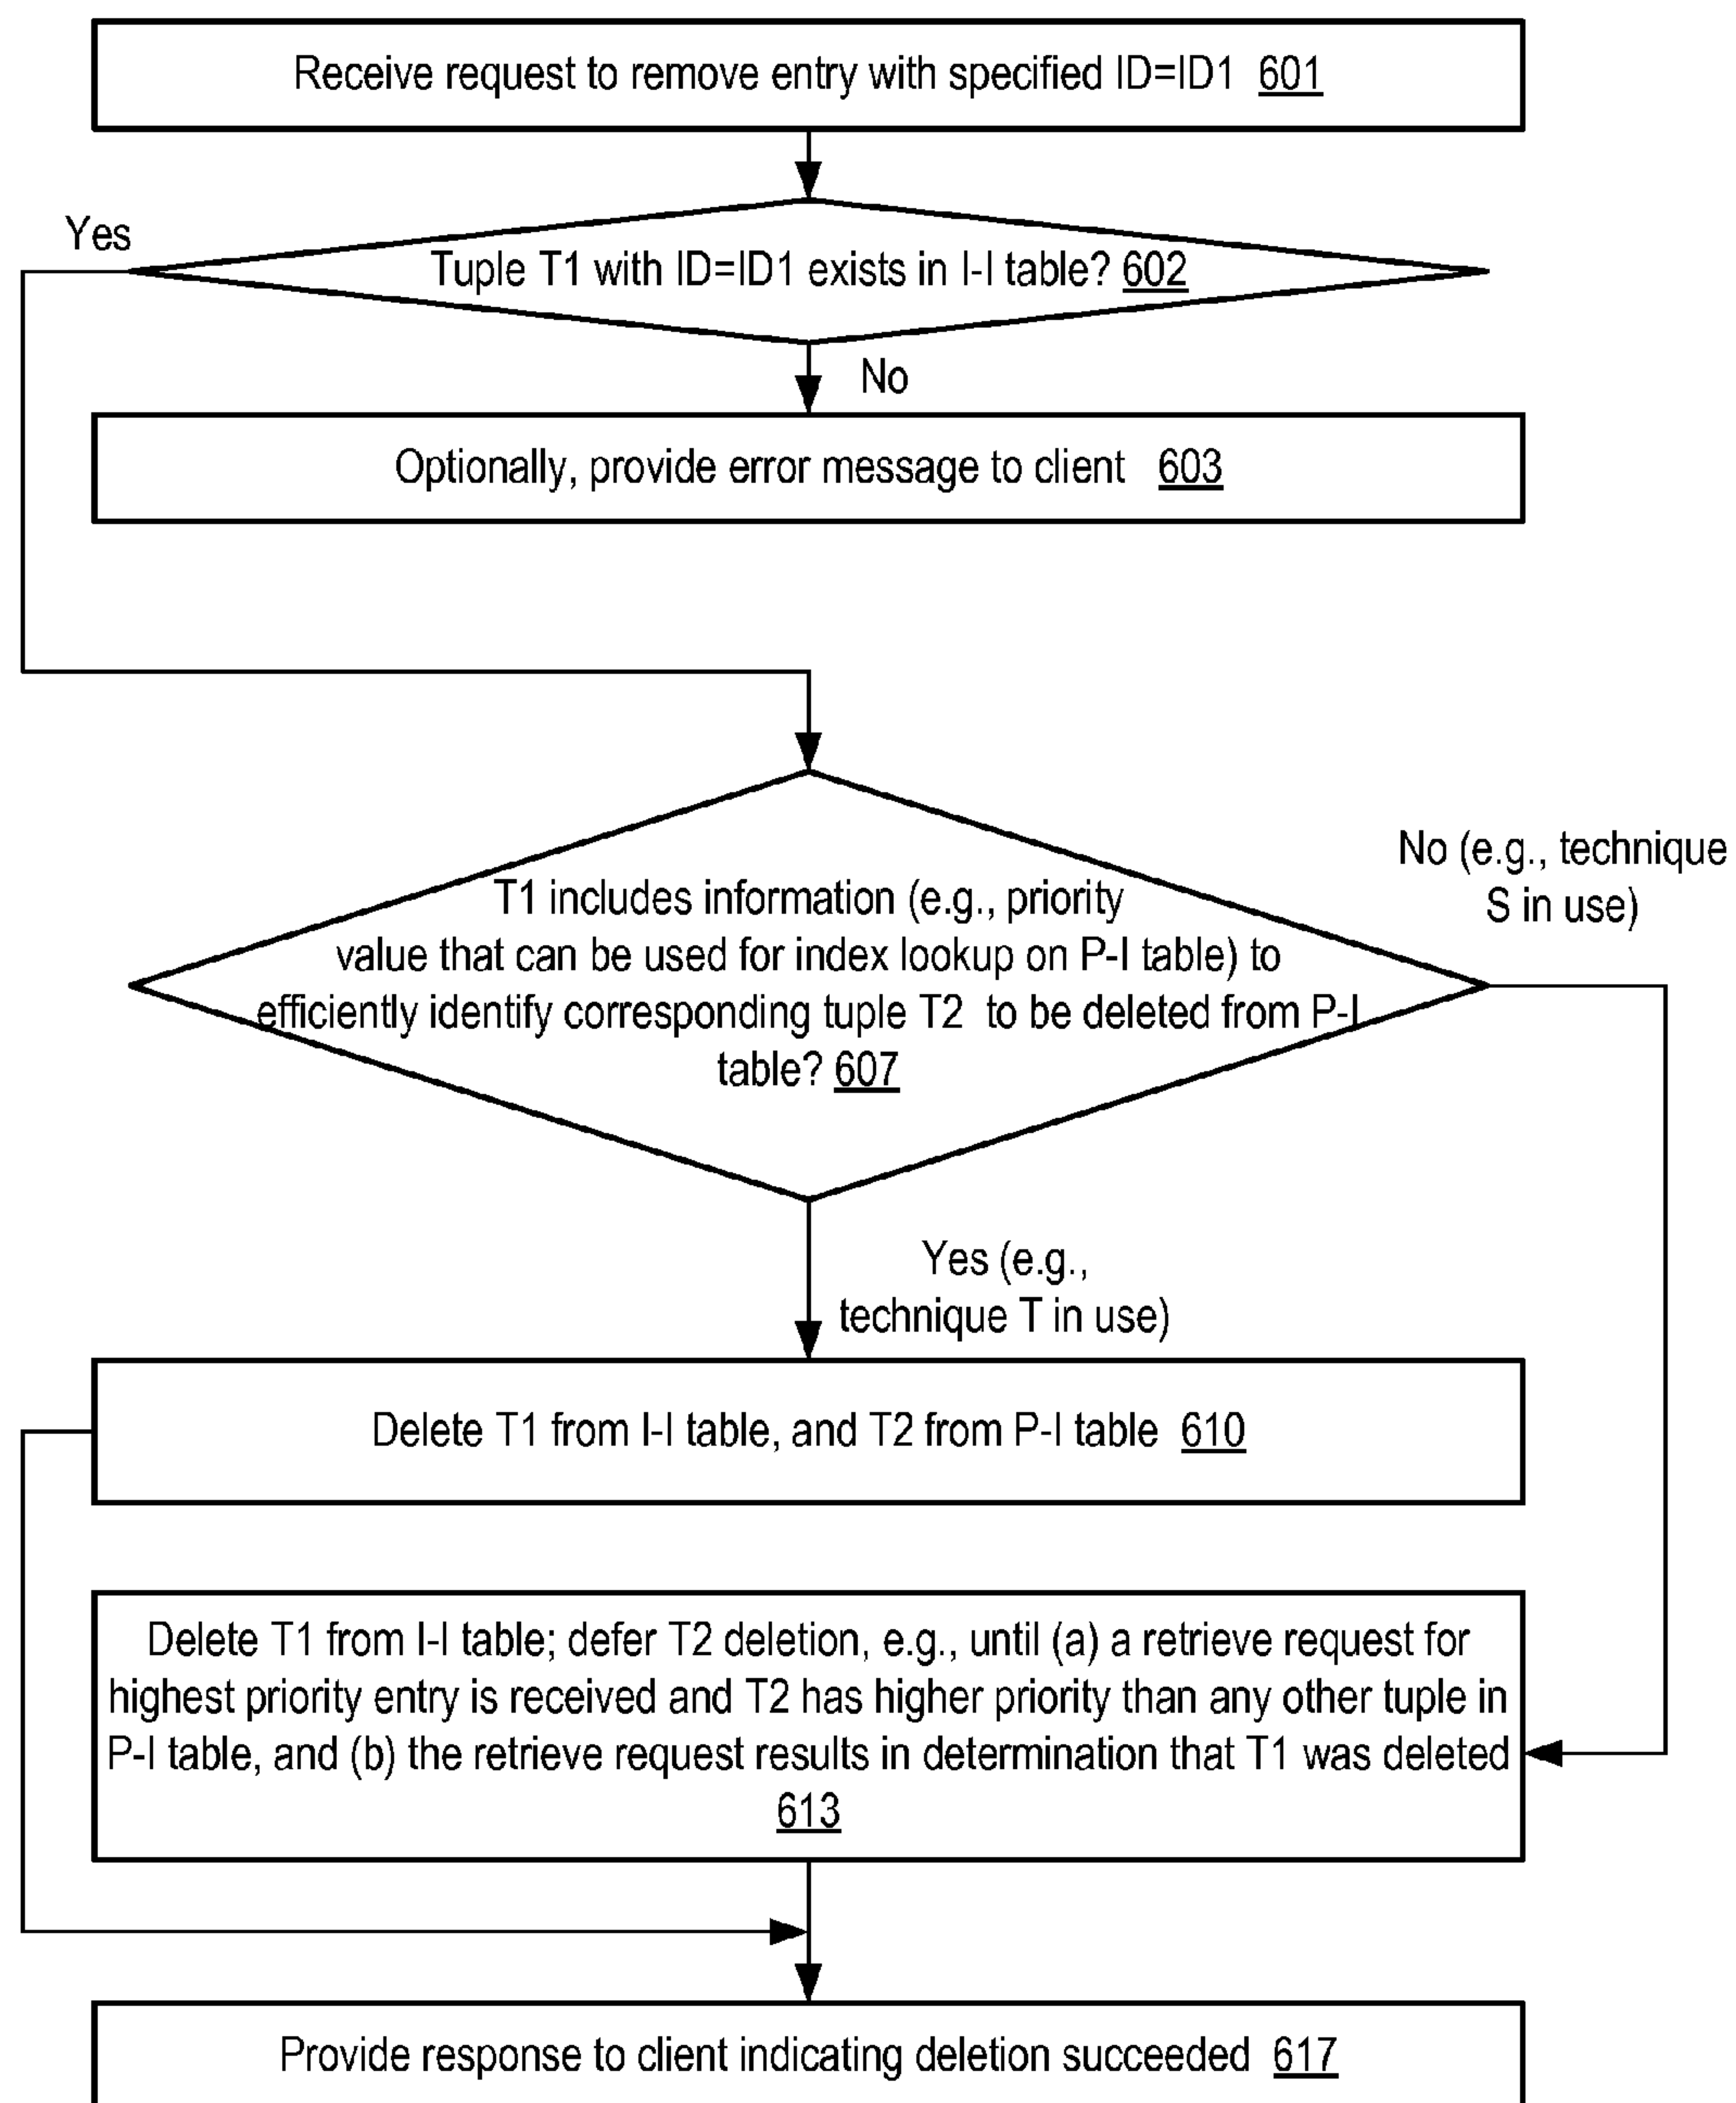 Receive request to remove entry with specified ID=ID1 601
Yes
Tuple T1 with ID=ID1 exists in I-I table? 602
No
Optionally, provide error message to client 603
No (e.g., technique
S in use)
T1 includes information (e.g., priority
value that can be used for index lookup on P-I table) to
efficiently identify corresponding tuple T2 to be deleted from P-I
table? 607
Yes (e.g.,
technique T in use)
Delete T1 from I-I table, and T2 from P-I table 610
Delete T1 from I-I table; defer T2 deletion, e.g., until (a) a retrieve request for
highest priority entry is received and T2 has higher priority than any other tuple in
P-I table, and (b) the retrieve request results in determination that T1 was deleted
613
Provide response to client indicating deletion succeeded 617